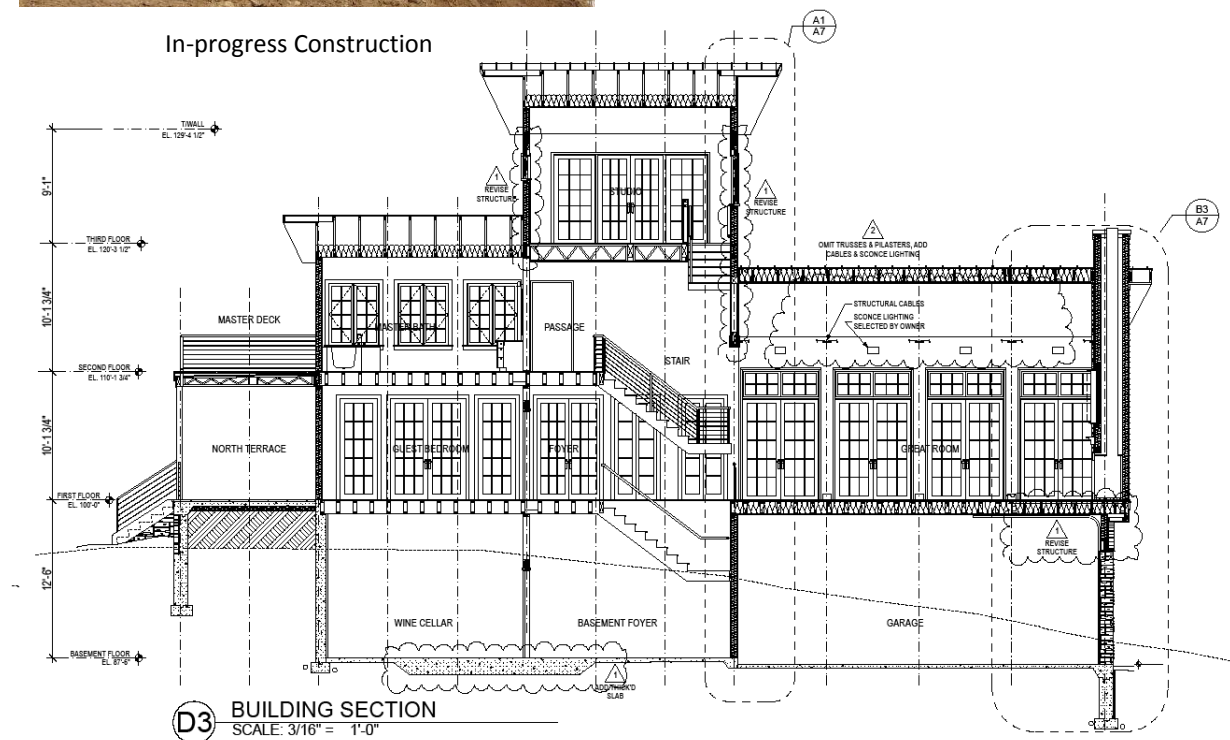 In-progress Construction
A1
A7
T/WALL
EL. 129'-4 1/2"
9'-1"
1
REVISE
STRUCTURE
STUDIO
1
REVISE
STRUCTURE
B3
A7
THIRD FLOOR
EL. 120'-3 1/2"
2
OMIT TRUSSES & PILASTERS, ADD
CABLES & SCONCE LIGHTING
10'-1 3/4"
MASTER DECK
MASTER BATH
PASSAGE
STRUCTURAL CABLES
SCONCE LIGHTING
SELECTED BY OWNER
STAIR
SECOND FLOOR
EL. 110'-1 3/4"
10'-1 3/4"
NORTH TERRACE
GUEST BEDROOM
FOYER
GREAT ROOM
FIRST FLOOR
EL. 100'-0"
1
REVISE
STRUCTURE
12'-6"
WINE CELLAR
BASEMENT FOYER
GARAGE
BASEMENT FLOOR
EL. 87'-6"
1
ADD THICK'D
SLAB
D3
BUILDING SECTION
SCALE: 3/16" = 1'-0"